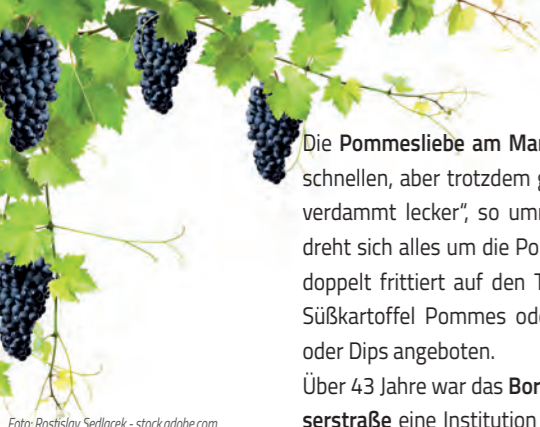 Die Pommesliebe am Mar
schnellen, aber trotzdem g
verdammt lecker“, so umr
dreht sich alles um die Po
doppelt frittiert auf den T
Süßkartoffel Pommes ode
oder Dips angeboten.
Über 43 Jahre war das Bor
serstraße eine Institution
Foto: Rostislav Sedlacek - stock.adobe.com